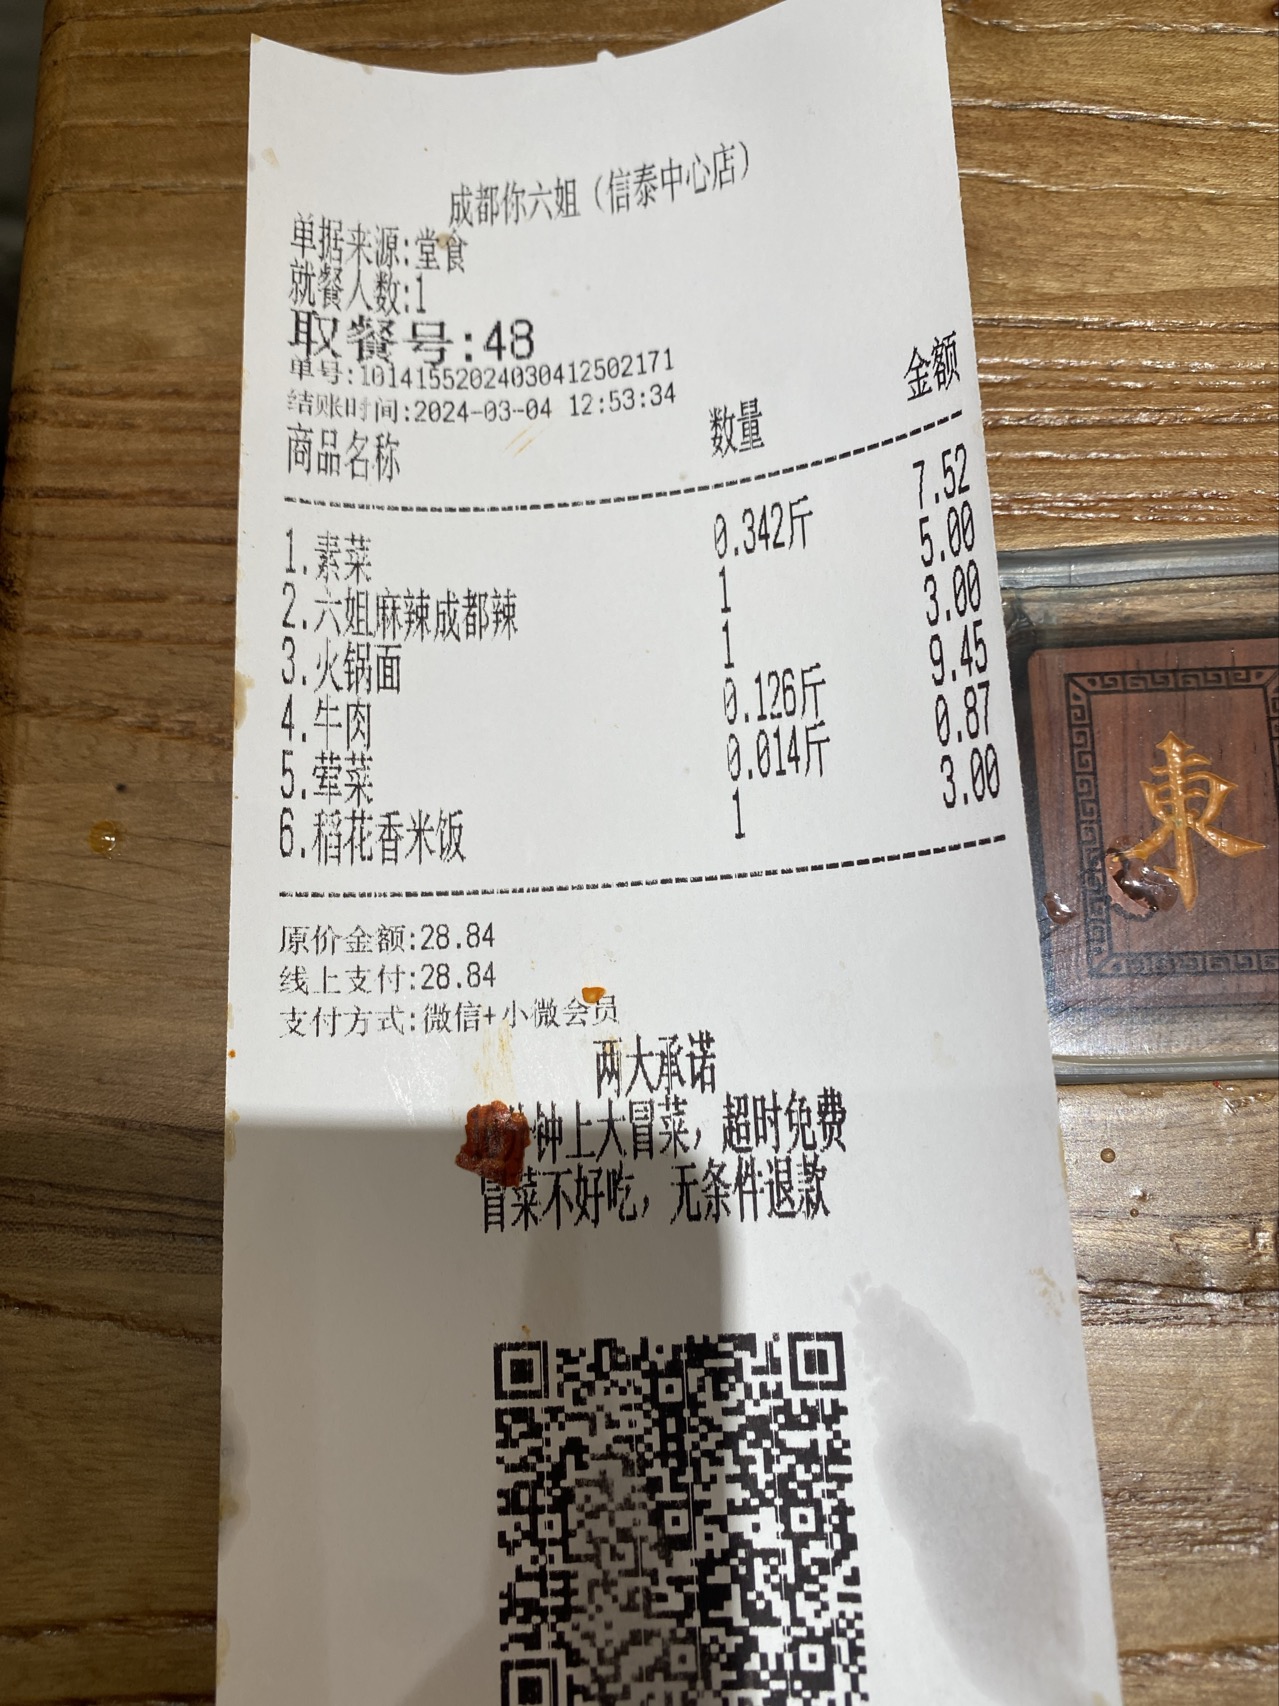 成都你六姐（信泰中心店）
单据来源:堂食
就餐人数:1
取餐号:48
单号:10141552024030412502171
结账时间:2024-03-04 12:53:34
商品名称 数量 金额
1.素菜 0.342斤 7.52
2.六姐麻辣成都辣 1 5.00
3.火锅面 1 3.00
4.牛肉 0.126斤 9.45
5.荤菜 0.014斤 0.87
6.稻花香米饭 1 3.00
原价金额:28.84
线上支付:28.84
支付方式:微信+小微会员
两大承诺
钟上大冒菜，超时免费
冒菜不好吃，无条件退款
東